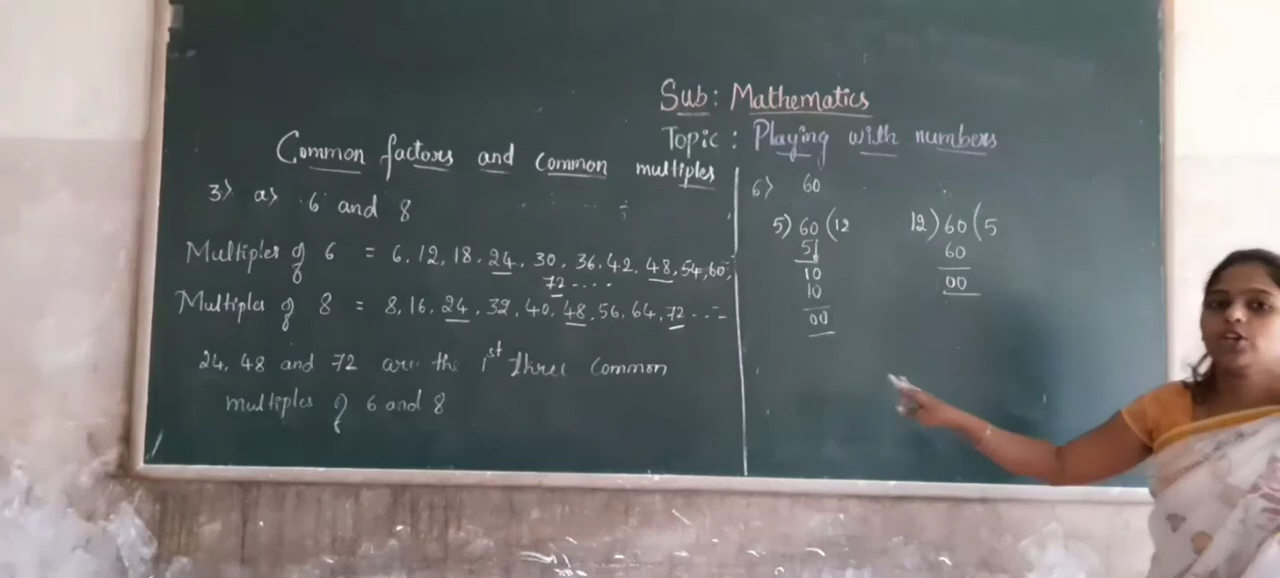 Sub: Mathematics
Topic: Playing with numbers
Common factors and common multiples
3) a) 6 and 8
Multiples of 6 = 6, 12, 18, 24, 30, 36, 42, 48, 54, 60,
72 ....
Multiples of 8 = 8, 16, 24, 32, 40, 48, 56, 64, 72 ...
24, 48 and 72 are the 1st three common
multiples of 6 and 8
6) 60
5) 60 (12
5↓
10
10
00
12) 60 (5
60
00